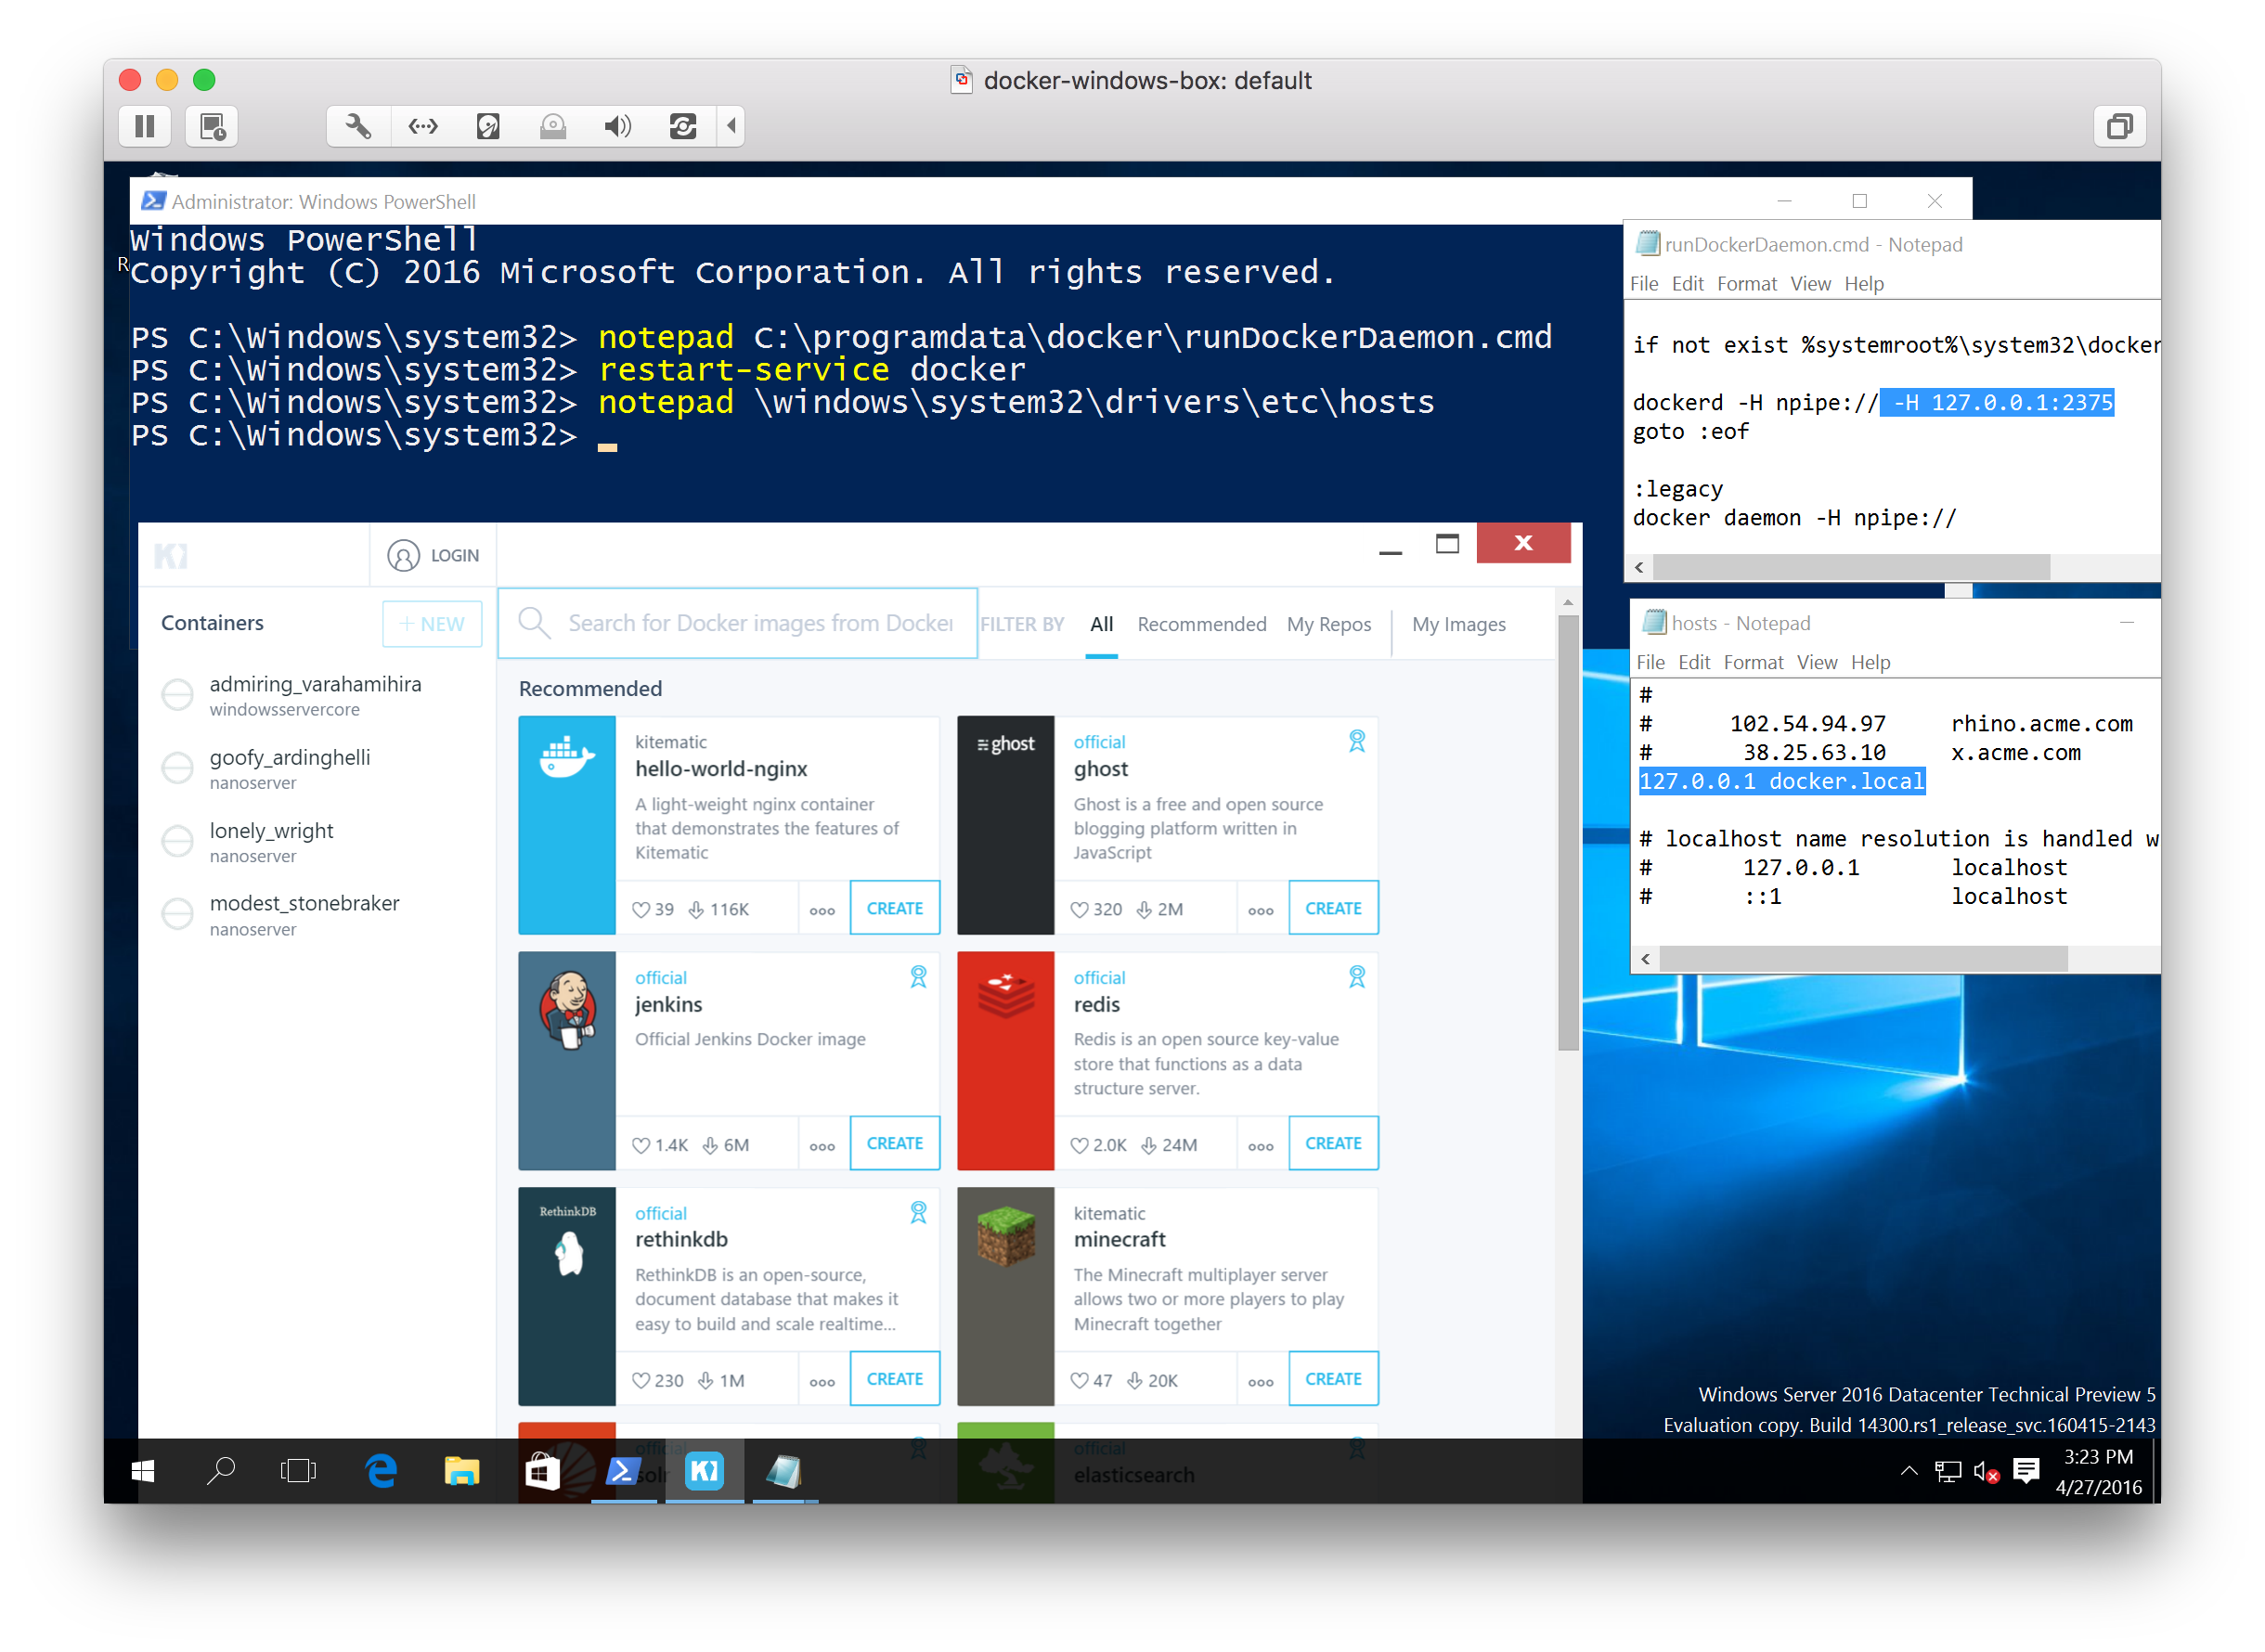 docker-windows-box: default
Administrator: Windows PowerShell
Windows PowerShell
Copyright (C) 2016 Microsoft Corporation. All rights reserved.
PS C:\Windows\system32> notepad C:\programdata\docker\runDockerDaemon.cmd
PS C:\Windows\system32> restart-service docker
PS C:\Windows\system32> notepad \windows\system32\drivers\etc\hosts
PS C:\Windows\system32>
runDockerDaemon.cmd - Notepad
File Edit Format View Help
if not exist %systemroot%\system32\docker
dockerd -H npipe:// -H 127.0.0.1:2375
goto :eof
:legacy
docker daemon -H npipe://
hosts - Notepad
File Edit Format View Help
#
# 102.54.94.97 rhino.acme.com
# 38.25.63.10 x.acme.com
127.0.0.1 docker.local
# localhost name resolution is handled w
# 127.0.0.1 localhost
# ::1 localhost
LOGIN
Containers
+ NEW
admiring_varahamihira
windowsservercore
goofy_ardinghelli
nanoserver
lonely_wright
nanoserver
modest_stonebraker
nanoserver
Search for Docker images from Docker
FILTER BY All Recommended My Repos My Images
Recommended
kitematic
hello-world-nginx
A light-weight nginx container
that demonstrates the features of
Kitematic
39 116K
CREATE
ghost
official
ghost
Ghost is a free and open source
blogging platform written in
JavaScript
320 2M
CREATE
official
jenkins
Official Jenkins Docker image
1.4K 6M
CREATE
official
redis
Redis is an open source key-value
store that functions as a data
structure server.
2.0K 24M
CREATE
RethinkDB
official
rethinkdb
RethinkDB is an open-source,
document database that makes it
easy to build and scale realtime...
230 1M
CREATE
kitematic
minecraft
The Minecraft multiplayer server
allows two or more players to play
Minecraft together
47 20K
CREATE
official
solr
official
elasticsearch
Windows Server 2016 Datacenter Technical Preview 5
Evaluation copy. Build 14300.rs1_release_svc.160415-2143
3:23 PM
4/27/2016